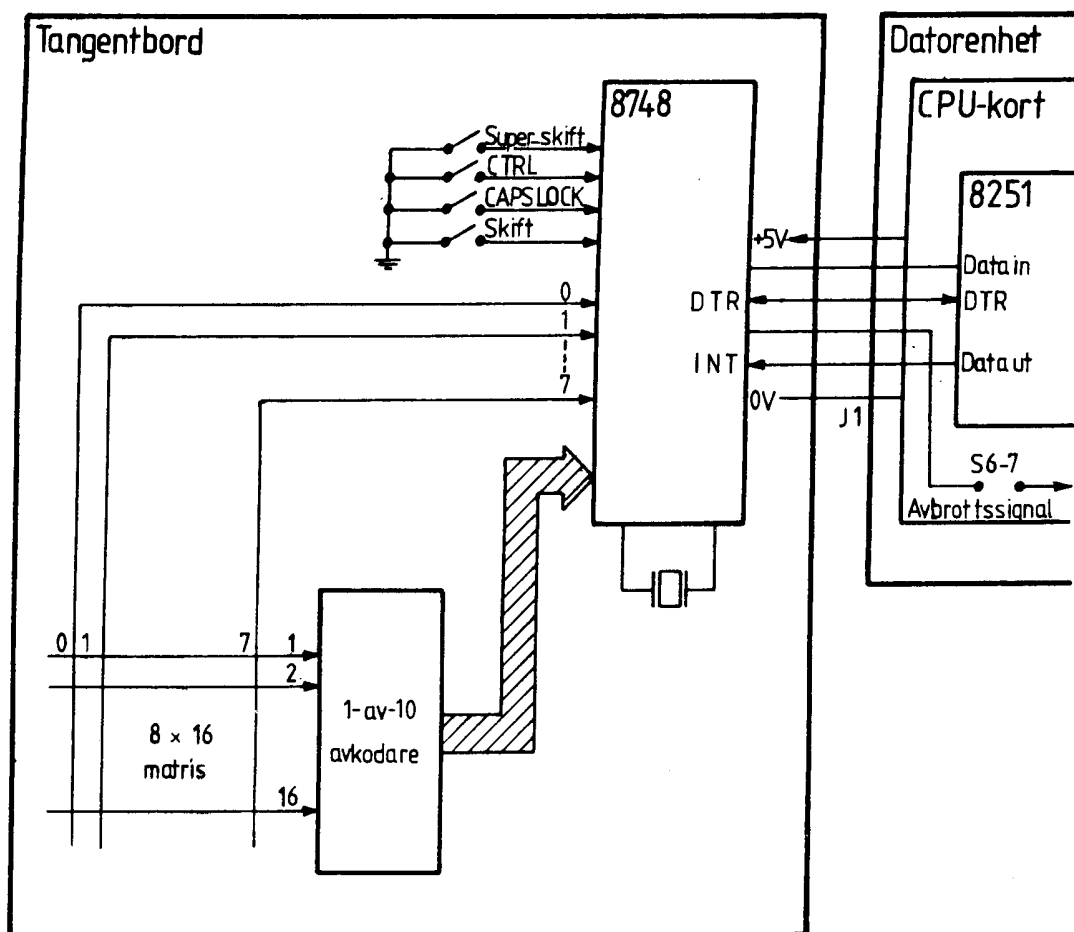 Tangentbord
Datorenhet
8748
CPU-kort
Super-skift
CTRL
CAPSLOCK
Skift
8251
+5V
Data in
0
DTR
DTR
1
INT
Data ut
7
0V
J1
S6-7
Avbrottssignal
0 1 7 1
2
1-av-10
avkodare
8 × 16
matris
16